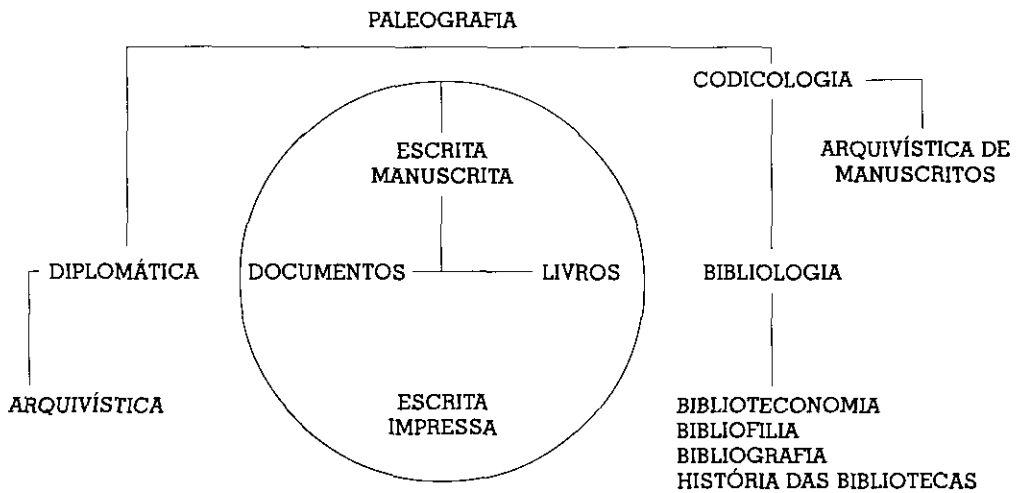 PALEOGRAFIA
CODICOLOGIA
ESCRITA
MANUSCRITA
ARQUIVÍSTICA DE
MANUSCRITOS
DIPLOMÁTICA
DOCUMENTOS
LIVROS
BIBLIOLOGIA
ARQUIVÍSTICA
ESCRITA
IMPRESSA
BIBLIOTECONOMIA
BIBLIOFILIA
BIBLIOGRAFIA
HISTÓRIA DAS BIBLIOTECAS